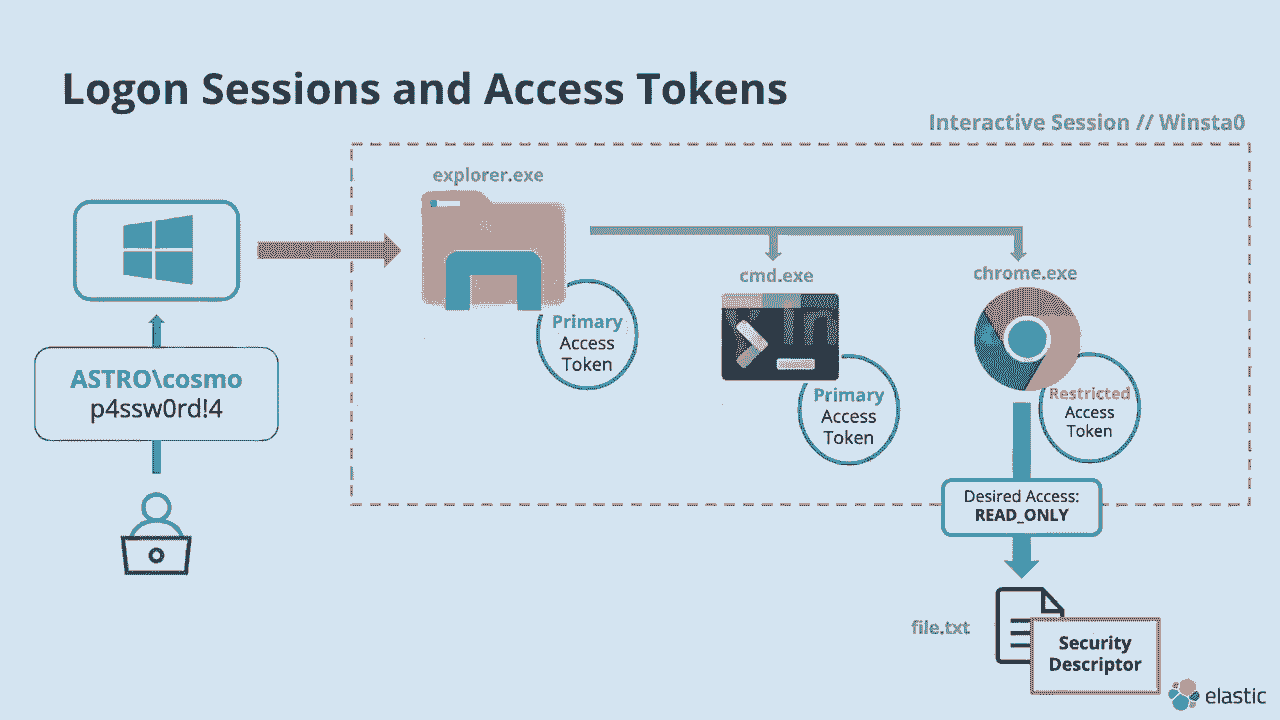 Logon Sessions and Access Tokens
Interactive Session // Winsta0
explorer.exe
cmd.exe
chrome.exe
Primary
Access
Token
ASTRO\cosmo
p4ssw0rd!4
Primary
Access
Token
Restricted
Access
Token
Desired Access:
READ_ONLY
file.txt
Security
Descriptor
elastic